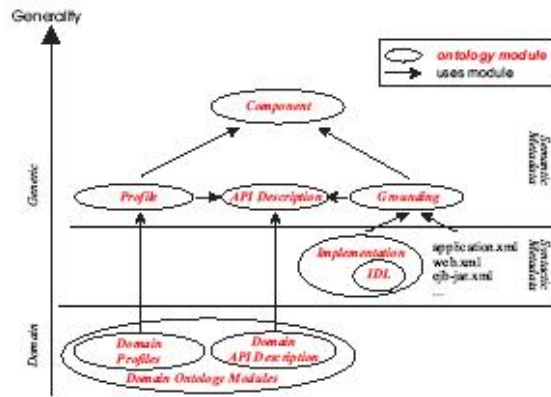 Generality
ontology module
uses module
Component
Semantic
Metadata
Generic
Profile
API Description
Grounding
Implementation
IDL
application.xml
web.xml
ejb-jar.xml
...
Syntactic
Metadata
Domain
Domain
Profiles
Domain
API Description
Domain Ontology Modules